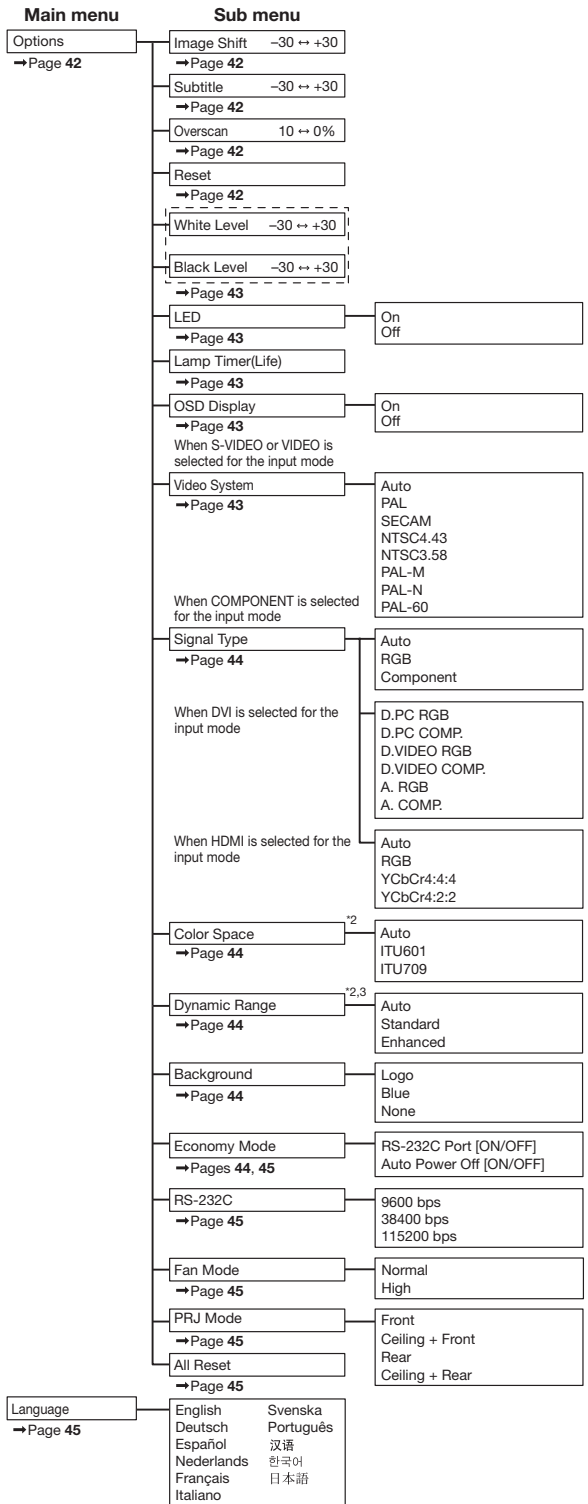 Main menu Sub menu
Options
➞Page 42
Image Shift –30 ↔ +30
➞Page 42
Subtitle –30 ↔ +30
➞Page 42
Overscan 10 ↔ 0%
➞Page 42
Reset
➞Page 42
White Level –30 ↔ +30
Black Level –30 ↔ +30
➞Page 43
LED
➞Page 43
On
Off
Lamp Timer(Life)
➞Page 43
OSD Display
➞Page 43
On
Off
When S-VIDEO or VIDEO is
selected for the input mode
Video System
➞Page 43
Auto
PAL
SECAM
NTSC4.43
NTSC3.58
PAL-M
PAL-N
PAL-60
When COMPONENT is selected
for the input mode
Signal Type
➞Page 44
Auto
RGB
Component
When DVI is selected for the
input mode
D.PC RGB
D.PC COMP.
D.VIDEO RGB
D.VIDEO COMP.
A. RGB
A. COMP.
When HDMI is selected for the
input mode
Auto
RGB
YCbCr4:4:4
YCbCr4:2:2
Color Space *2
➞Page 44
Auto
ITU601
ITU709
Dynamic Range *2,3
➞Page 44
Auto
Standard
Enhanced
Background
➞Page 44
Logo
Blue
None
Economy Mode
➞Pages 44, 45
RS-232C Port [ON/OFF]
Auto Power Off [ON/OFF]
RS-232C
➞Page 45
9600 bps
38400 bps
115200 bps
Fan Mode
➞Page 45
Normal
High
PRJ Mode
➞Page 45
Front
Ceiling + Front
Rear
Ceiling + Rear
All Reset
➞Page 45
Language
➞Page 45
English Svenska
Deutsch Português
Español 汉语
Nederlands 한국어
Français 日本語
Italiano